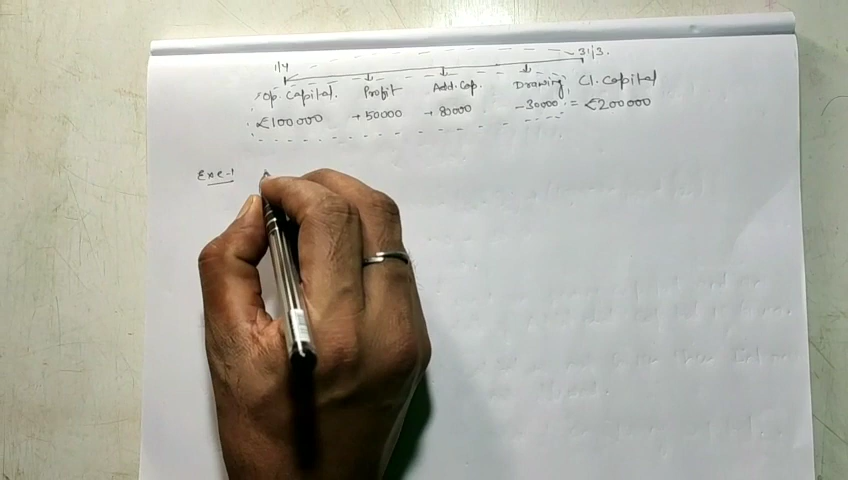 1/4 31/3.
Op. Capital. Profit Add. Cap. Drawing Cl. Capital
₹100000 + 50000 + 80000 - 30000 = ₹200000
Exe-1 A